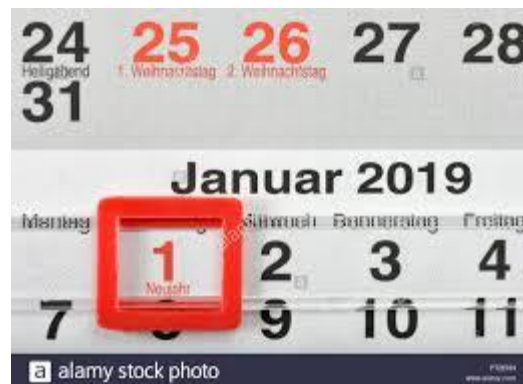 24 25 26 27 28
Heiligabend 1. Weihnachtstag 2. Weihnachtstag
31
Januar 2019
Montag Mittwoch Donnerstag Freitag
1 2 3 4
Neujahr
7 8 9 10 11
a alamy stock photo